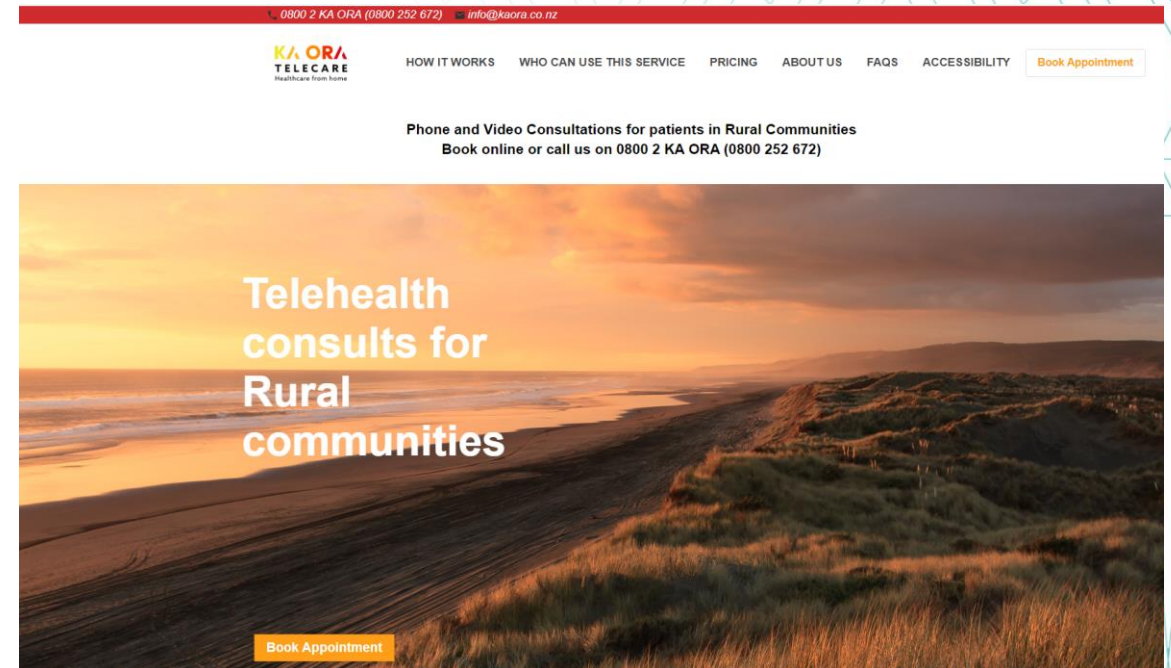 0800 2 KA ORA (0800 252 672) info@kaora.co.nz
KA ORA
TELECARE
Healthcare from home
HOW IT WORKS WHO CAN USE THIS SERVICE PRICING ABOUT US FAQS ACCESSIBILITY Book Appointment
Phone and Video Consultations for patients in Rural Communities
Book online or call us on 0800 2 KA ORA (0800 252 672)
Telehealth
consults for
Rural
communities
Book Appointment